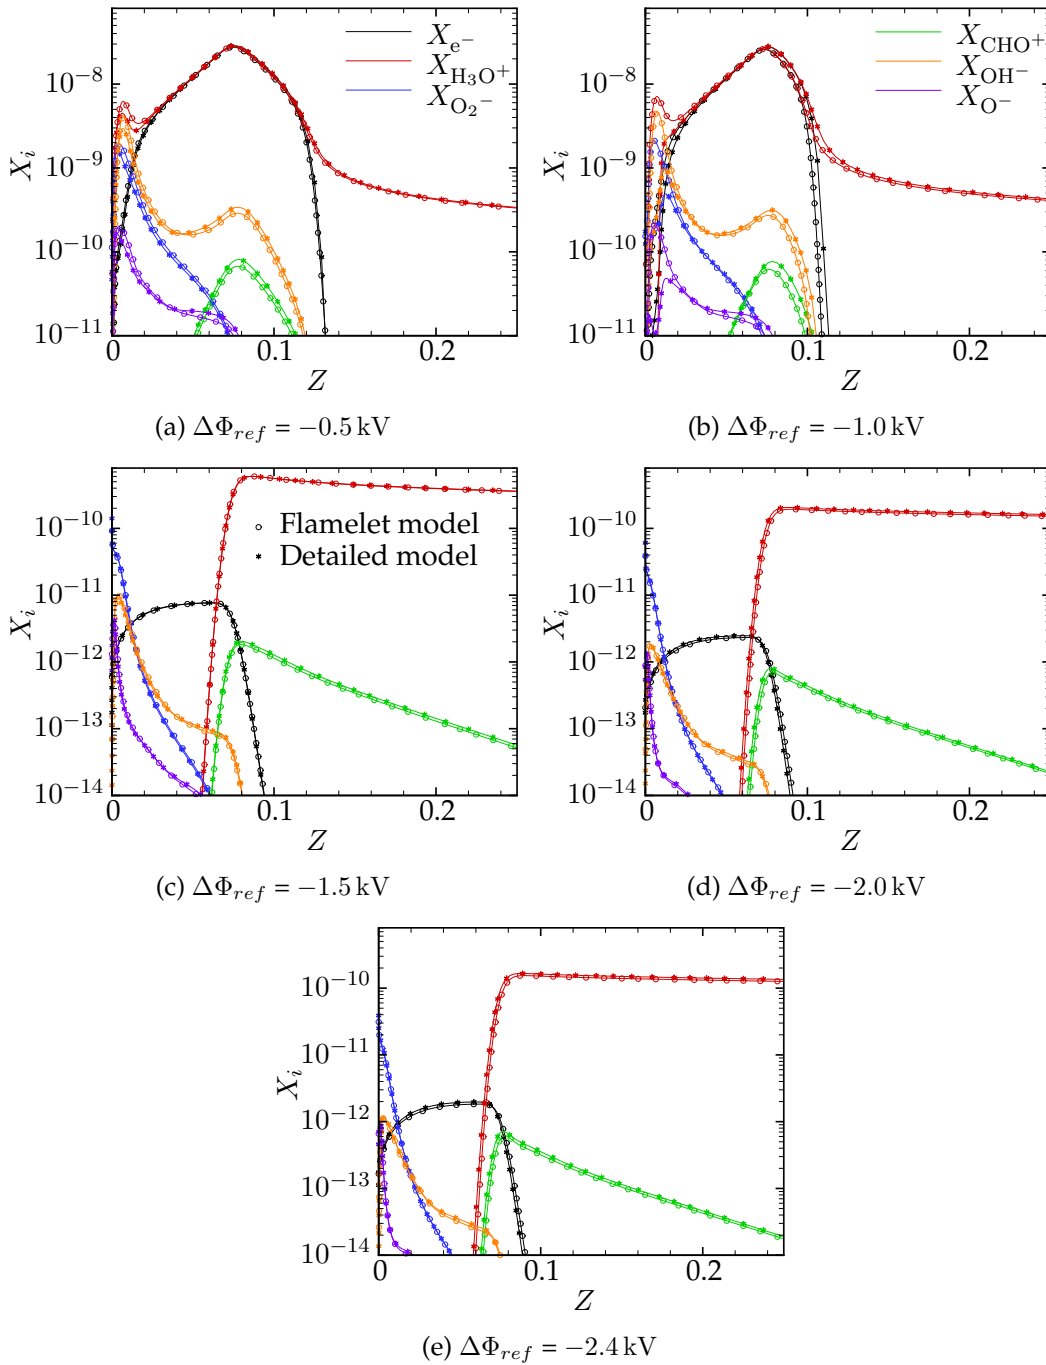 X_{e^-}
X_{H_3O^+}
X_{O_2^-}
10^{-8}
10^{-9}
10^{-10}
10^{-11}
X_i
0 0.1 0.2
Z
(a) ΔΦ_{ref} = −0.5 kV
X_{CHO^+}
X_{OH^-}
X_{O^-}
10^{-8}
10^{-9}
10^{-10}
10^{-11}
X_i
0 0.1 0.2
Z
(b) ΔΦ_{ref} = −1.0 kV
Flamelet model
Detailed model
10^{-10}
10^{-11}
10^{-12}
10^{-13}
10^{-14}
X_i
0 0.1 0.2
Z
(c) ΔΦ_{ref} = −1.5 kV
10^{-10}
10^{-11}
10^{-12}
10^{-13}
10^{-14}
X_i
0 0.1 0.2
Z
(d) ΔΦ_{ref} = −2.0 kV
10^{-10}
10^{-11}
10^{-12}
10^{-13}
10^{-14}
X_i
0 0.1 0.2
Z
(e) ΔΦ_{ref} = −2.4 kV